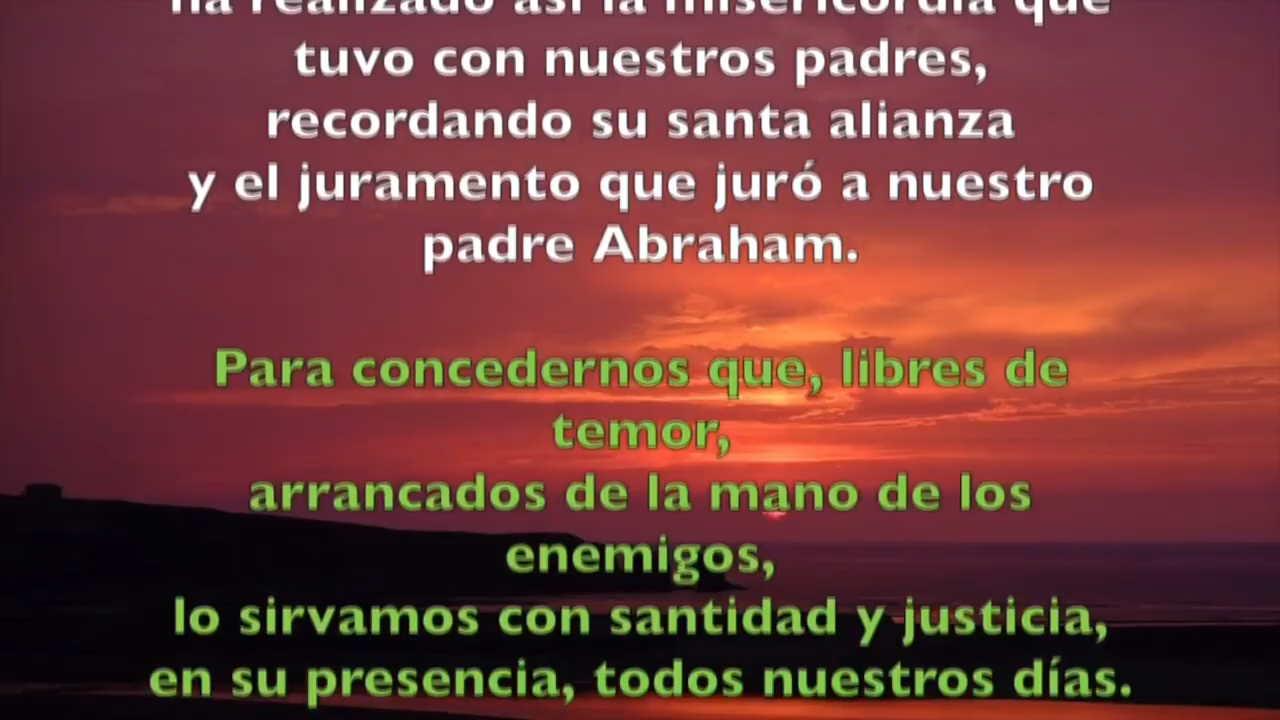 ha realizado así la misericordia que
tuvo con nuestros padres,
recordando su santa alianza
y el juramento que juró a nuestro
padre Abraham.
Para concedernos que, libres de
temor,
arrancados de la mano de los
enemigos,
lo sirvamos con santidad y justicia,
en su presencia, todos nuestros días.